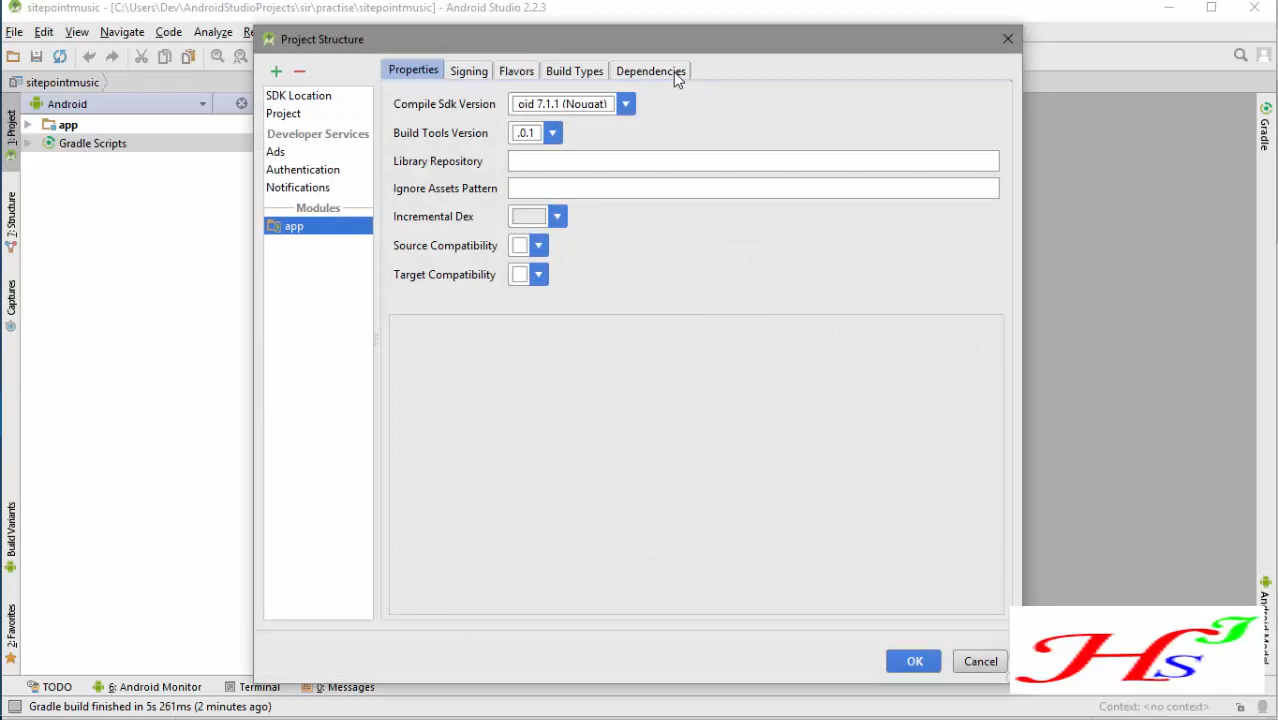 sitepointmusic - [C:\Users\Dev\AndroidStudioProjects\sir\practise\sitepointmusic] - Android Studio 2.2.3
File Edit View Navigate Code Analyze
sitepointmusic
Android
app
Gradle Scripts
1: Project
7: Structure
Captures
Build Variants
2: Favorites
Project Structure
SDK Location
Project
Developer Services
Ads
Authentication
Notifications
Modules
app
Properties Signing Flavors Build Types Dependencies
Compile Sdk Version oid 7.1.1 (Nougat)
Build Tools Version .0.1
Library Repository
Ignore Assets Pattern
Incremental Dex
Source Compatibility
Target Compatibility
OK Cancel
Gradle
HsJ
TODO 6: Android Monitor Terminal 0: Messages
Gradle build finished in 5s 261ms (2 minutes ago)
Context: <no context>